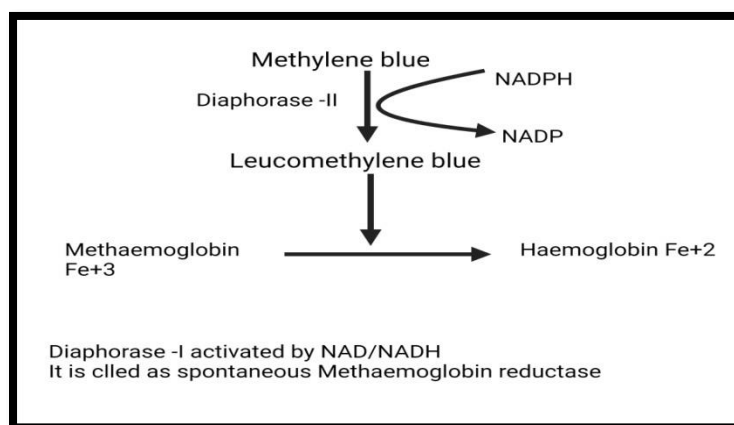 Methylene blue
NADPH
Diaphorase -II
NADP
Leucomethylene blue
Methaemoglobin
Fe+3
Haemoglobin Fe+2
Diaphorase -I activated by NAD/NADH
It is clled as spontaneous Methaemoglobin reductase